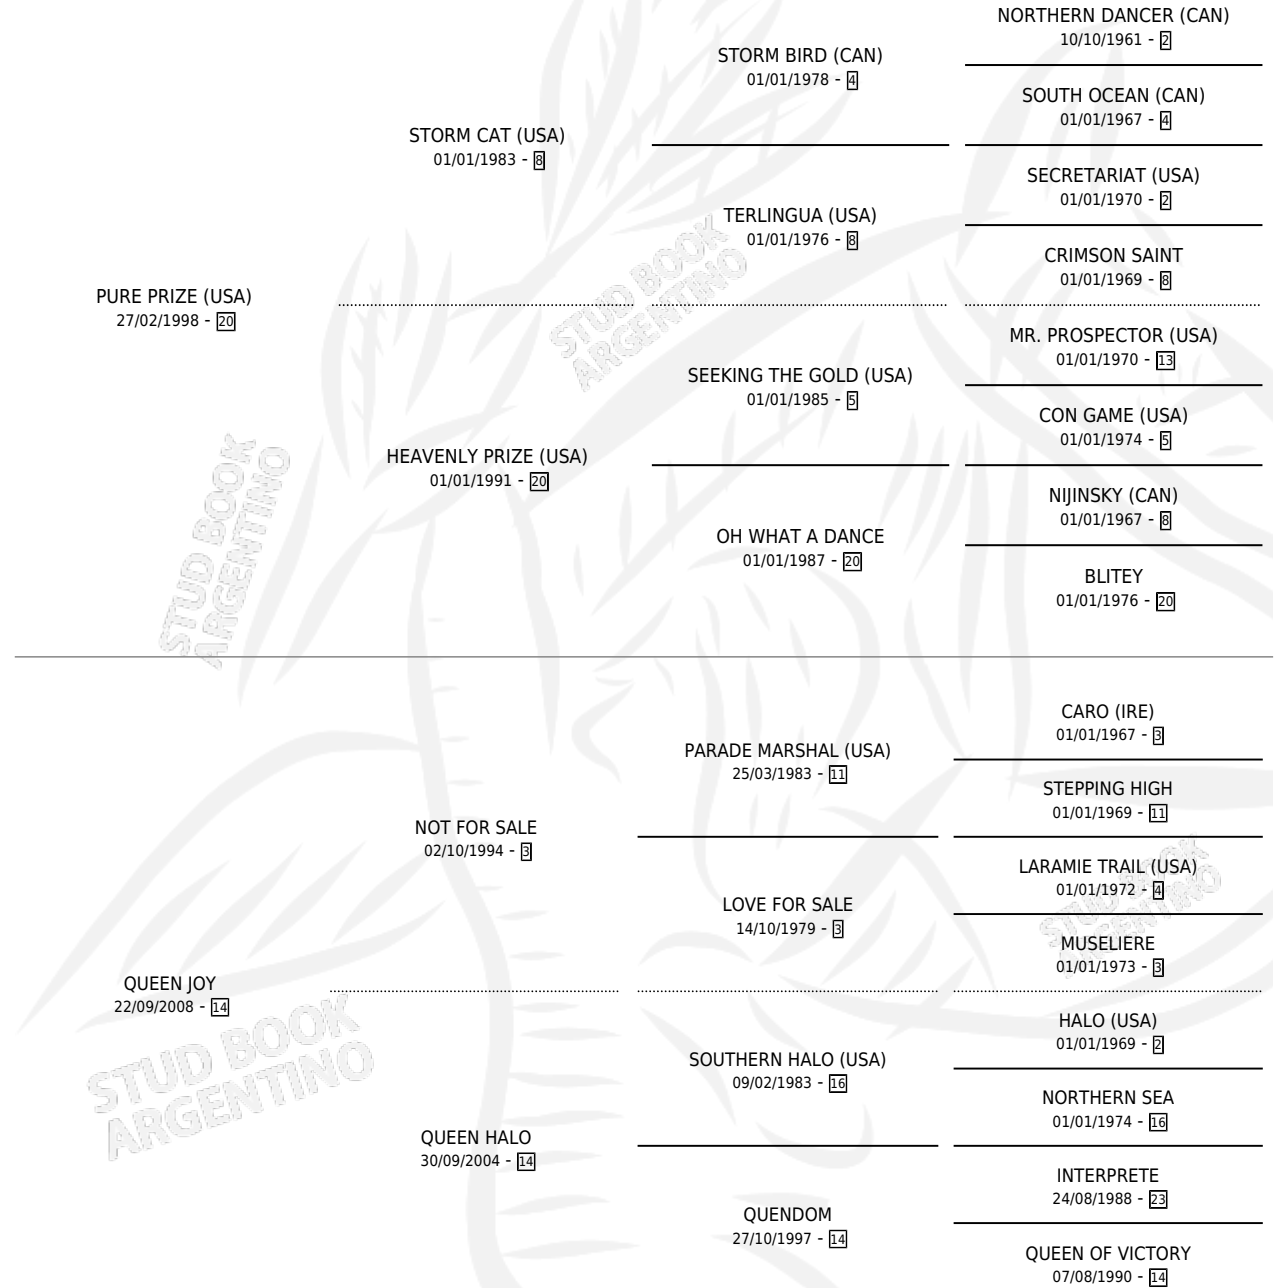 NORTHERN DANCER (CAN)
10/10/1961 - 2
STORM BIRD (CAN)
01/01/1978 - 4
SOUTH OCEAN (CAN)
01/01/1967 - 4
STORM CAT (USA)
01/01/1983 - 8
SECRETARIAT (USA)
01/01/1970 - 2
TERLINGUA (USA)
01/01/1976 - 8
CRIMSON SAINT
01/01/1969 - 8
PURE PRIZE (USA)
27/02/1998 - 20
MR. PROSPECTOR (USA)
01/01/1970 - 13
SEEKING THE GOLD (USA)
01/01/1985 - 5
CON GAME (USA)
01/01/1974 - 5
HEAVENLY PRIZE (USA)
01/01/1991 - 20
NIJINSKY (CAN)
01/01/1967 - 8
OH WHAT A DANCE
01/01/1987 - 20
BLITEY
01/01/1976 - 20
CARO (IRE)
01/01/1967 - 3
PARADE MARSHAL (USA)
25/03/1983 - 11
STEPPING HIGH
01/01/1969 - 11
NOT FOR SALE
02/10/1994 - 3
LARAMIE TRAIL (USA)
01/01/1972 - 4
LOVE FOR SALE
14/10/1979 - 3
MUSELIERE
01/01/1973 - 3
QUEEN JOY
22/09/2008 - 14
HALO (USA)
01/01/1969 - 2
SOUTHERN HALO (USA)
09/02/1983 - 16
NORTHERN SEA
01/01/1974 - 16
QUEEN HALO
30/09/2004 - 14
INTERPRETE
24/08/1988 - 23
QUENDOM
27/10/1997 - 14
QUEEN OF VICTORY
07/08/1990 - 14
STUD BOOK
ARGENTINO
STUD BOOK
ARGENTINO
STUD BOOK
ARGENTINO
STUD BOOK
ARGENTINO